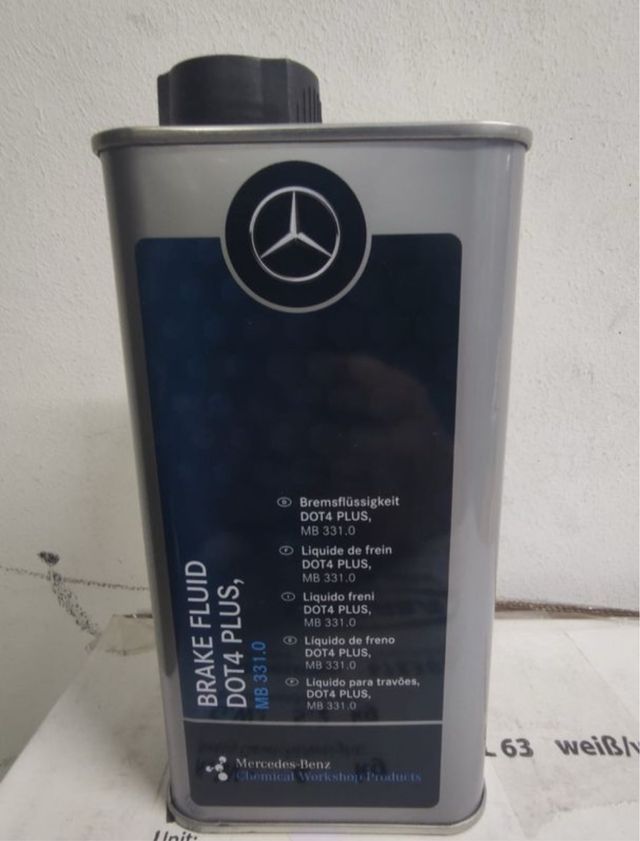 BRAKE FLUID
DOT4 PLUS,
MB 331.0
D Bremsflüssigkeit
DOT4 PLUS,
MB 331.0
F Liquide de frein
DOT4 PLUS,
MB 331.0
I Liquido freni
DOT4 PLUS,
MB 331.0
E Líquido de freno
DOT4 PLUS,
MB 331.0
P Líquido para travões,
DOT4 PLUS,
MB 331.0
Mercedes-Benz
Chemical Workshop Products
L 63 weiß/
Unit: